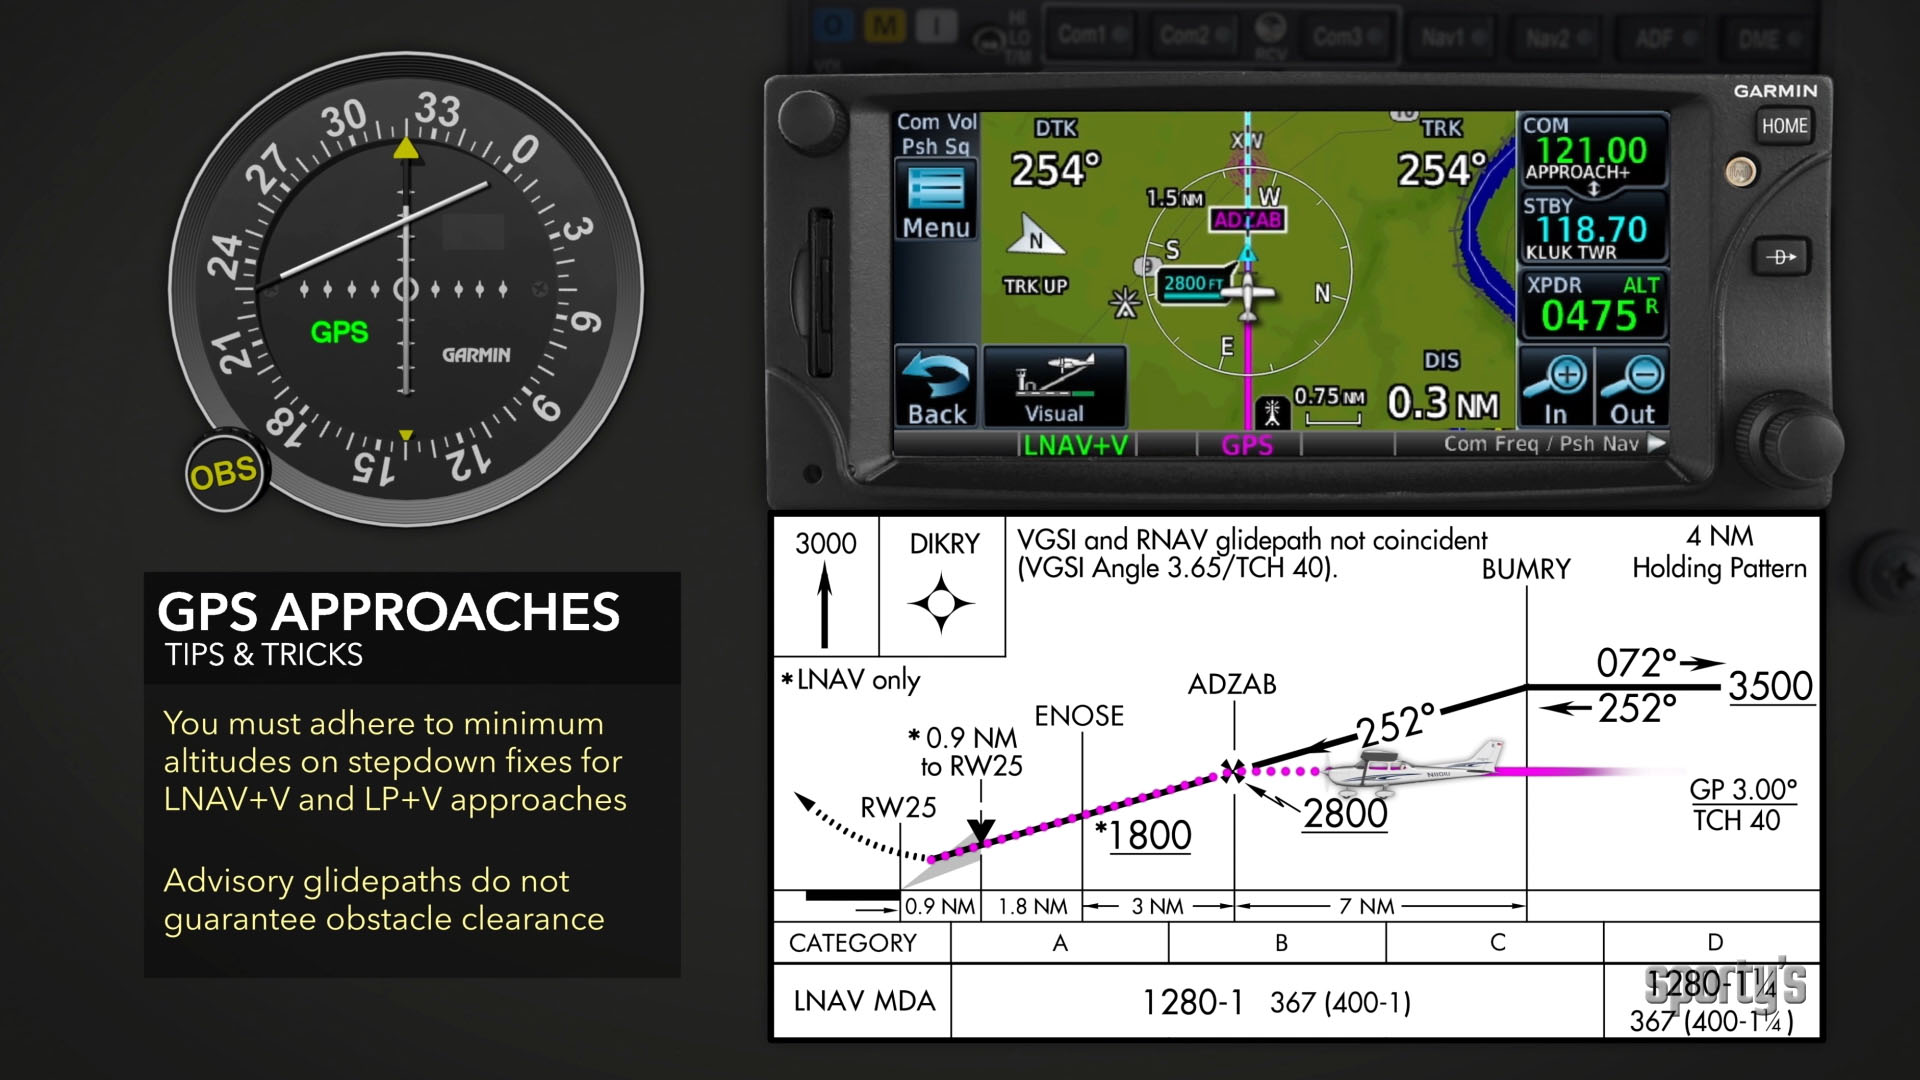 O M I
HI
LO
T/M
Com1
Com2
RCV
Com3
Nav1
Nav2
ADF
DME
VOL
30
33
0
3
6
9
12
15
18
21
24
27
GPS
GARMIN
OBS
GARMIN
HOME
Com Vol
Psh Sq
Menu
Back
DTK
254°
XW
TRK
254°
1.5 NM
W
ADZAB
S
N
E
N
TRK UP
9
10
2800 FT
Visual
0.75 NM
DIS
0.3 NM
COM
121.00
APPROACH+
STBY
118.70
KLUK TWR
XPDR ALT
0475 R
In
Out
LNAV+V
GPS
Com Freq / Psh Nav
D
GPS APPROACHES
TIPS & TRICKS
You must adhere to minimum
altitudes on stepdown fixes for
LNAV+V and LP+V approaches
Advisory glidepaths do not
guarantee obstacle clearance
3000
DIKRY
VGSI and RNAV glidepath not coincident
(VGSI Angle 3.65/TCH 40).
BUMRY
4 NM
Holding Pattern
*LNAV only
ADZAB
072°
252°
3500
252°
ENOSE
*0.9 NM
to RW25
RW25
*1800
2800
GP 3.00°
TCH 40
0.9 NM
1.8 NM
3 NM
7 NM
CATEGORY A B C D
LNAV MDA 1280-1 367 (400-1)
1280-1¼
367 (400-1¼)
sporty's